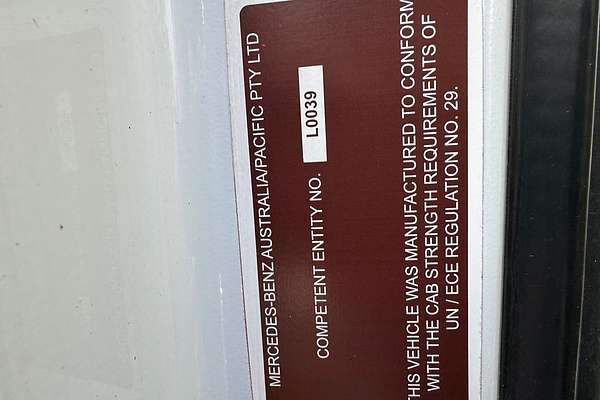 MERCEDES-BENZ AUSTRALIA/PACIFIC PTY LTD
COMPETENT ENTITY NO. L0039
THIS VEHICLE WAS MANUFACTURED TO CONFORM
WITH THE CAB STRENGTH REQUIREMENTS OF
UN / ECE REGULATION NO. 29.